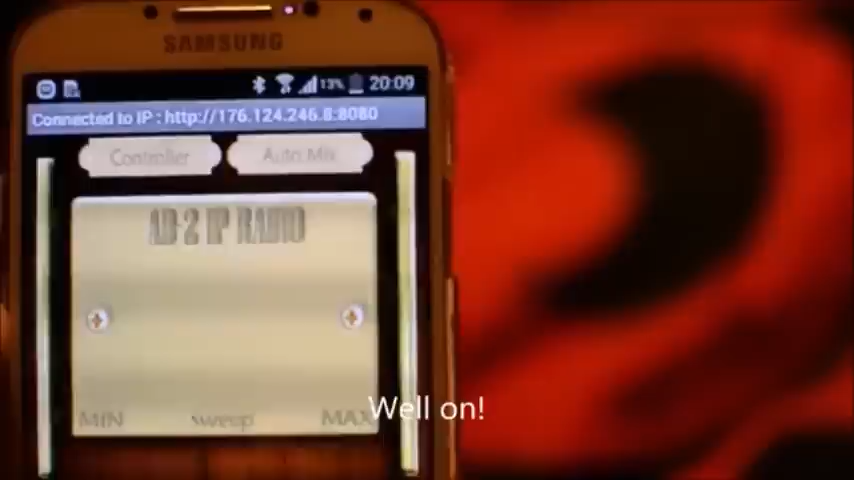 SAMSUNG
13% 20:09
Connected to IP : http://176.124.246.8:8080
Controller
Auto Mix
AD-2 IP RADIO
MIN sweep MAX
Well on!